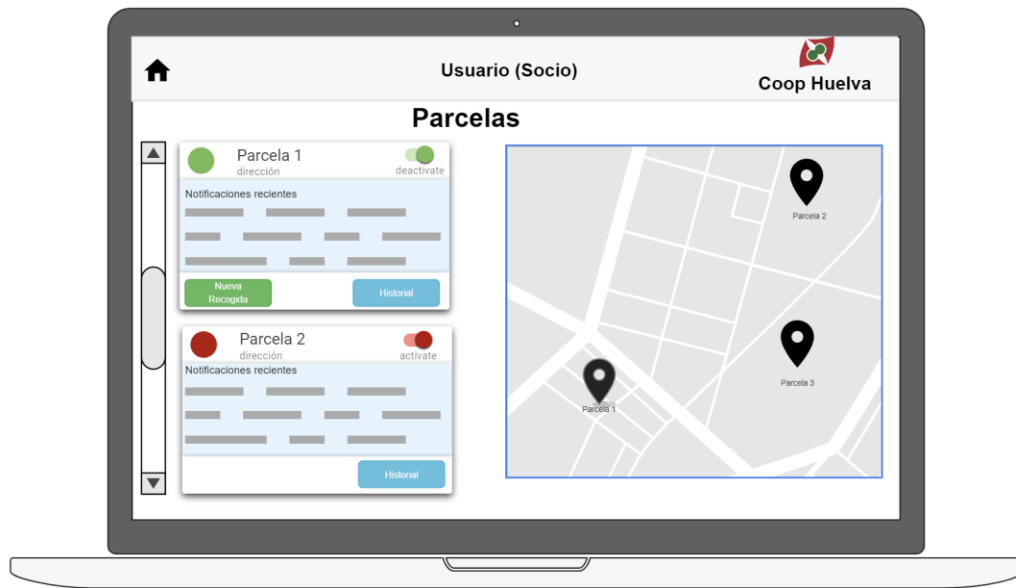 Usuario (Socio)
Coop Huelva
Parcelas
Parcela 1
dirección
deactivate
Notificaciones recientes
Nueva
Recogida
Historial
Parcela 2
dirección
activate
Notificaciones recientes
Historial
Parcela 2
Parcela 3
Parcela 1